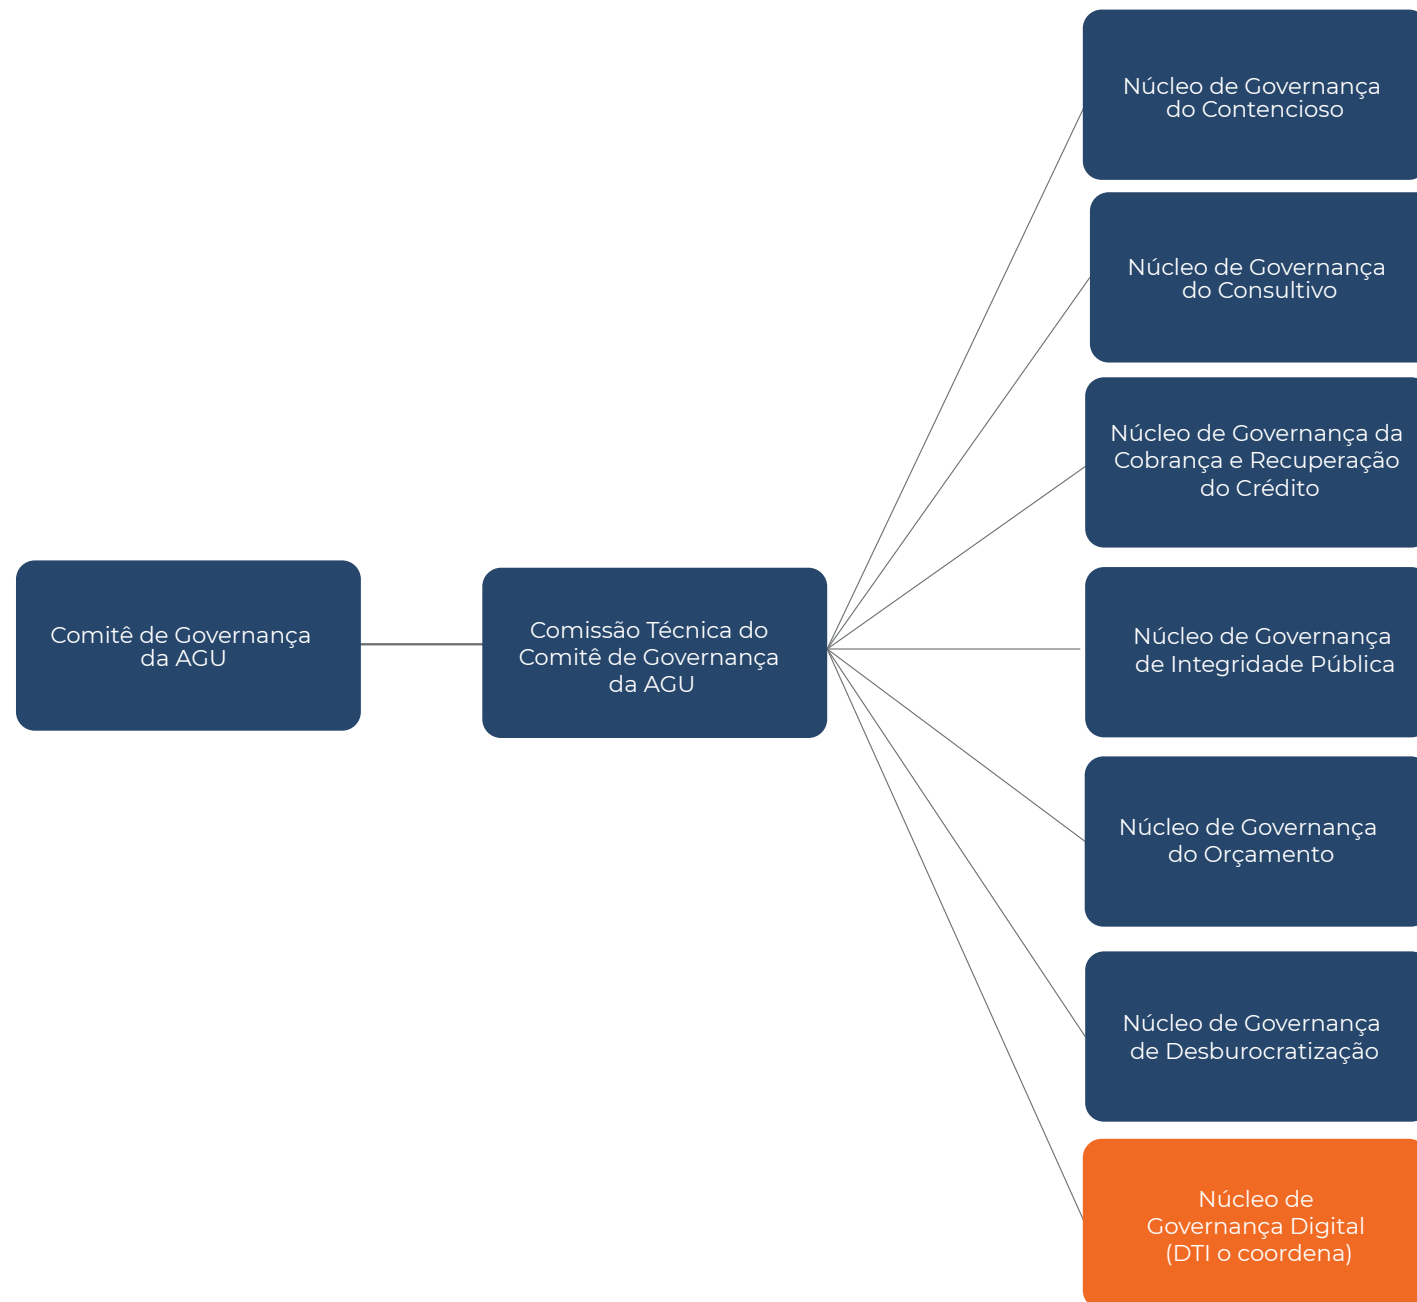 Comitê de Governança
da AGU
Comissão Técnica do
Comitê de Governança
da AGU
Núcleo de Governança
do Contencioso
Núcleo de Governança
do Consultivo
Núcleo de Governança da
Cobrança e Recuperação
do Crédito
Núcleo de Governança
de Integridade Pública
Núcleo de Governança
do Orçamento
Núcleo de Governança
de Desburocratização
Núcleo de
Governança Digital
(DTI o coordena)